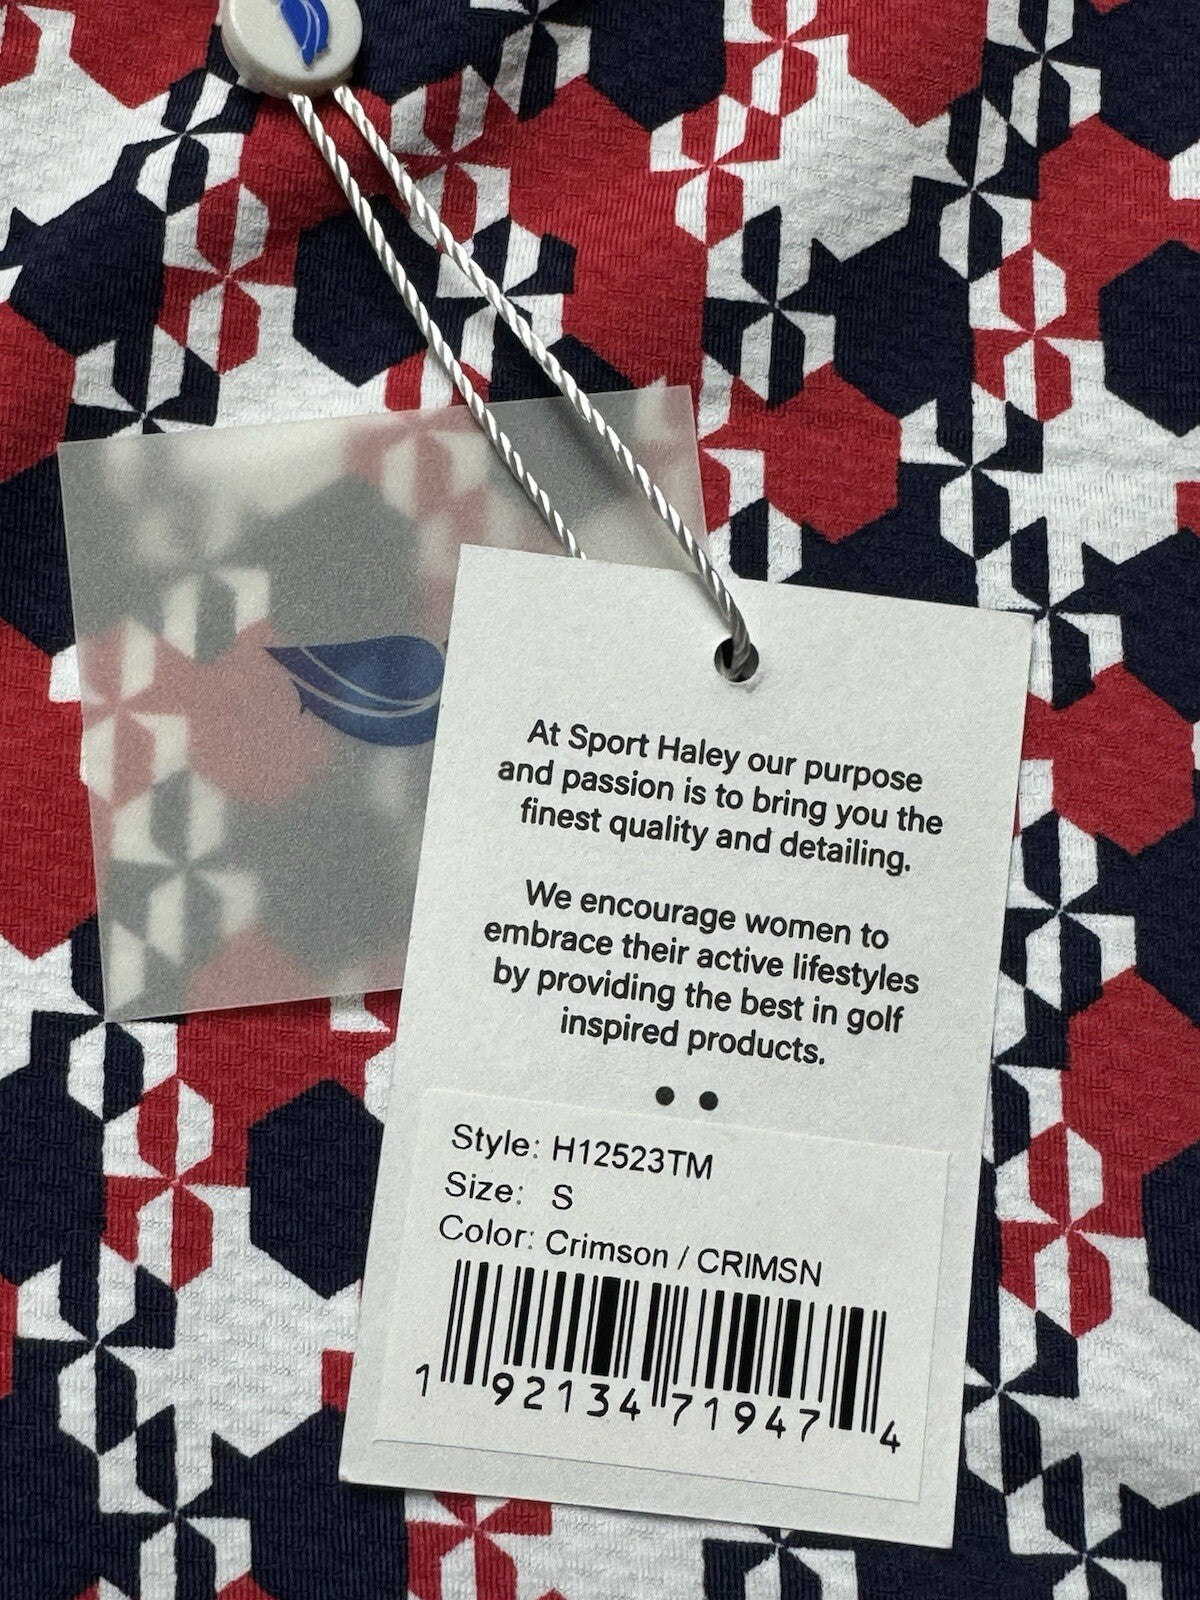 At Sport Haley our purpose
and passion is to bring you the
finest quality and detailing.
We encourage women to
embrace their active lifestyles
by providing the best in golf
inspired products.
Style: H12523TM
Size: S
Color: Crimson / CRIMSN
1 92134 71947 4